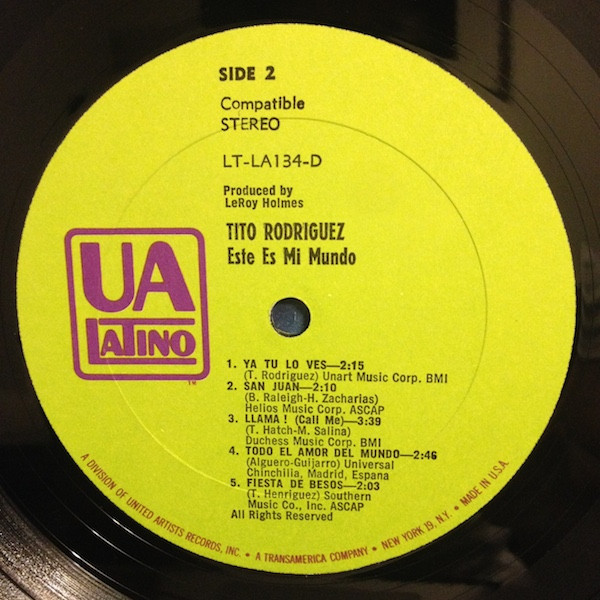 SIDE 2
Compatible
STEREO
LT-LA134-D
Produced by
LeRoy Holmes
TITO RODRIGUEZ
Este Es Mi Mundo
UA
LATINO
TM
1. YA TU LO VES—2:15
(T. Rodriguez) Unart Music Corp. BMI
2. SAN JUAN—2:10
(B. Raleigh-H. Zacharias)
Helios Music Corp. ASCAP
3. LLAMA ! (Call Me)—3:39
(T. Hatch-M. Salina)
Duchess Music Corp. BMI
4. TODO EL AMOR DEL MUNDO—2:46
(Alguero-Guijarro) Universal
Chinchilia, Madrid, Espana
5. FIESTA DE BESOS—2:03
(T. Henriguez) Southern
Music Co., Inc. ASCAP
All Rights Reserved
A DIVISION OF UNITED ARTISTS RECORDS, INC. • A TRANSAMERICA COMPANY • NEW YORK 19, N.Y. • MADE IN U.S.A.